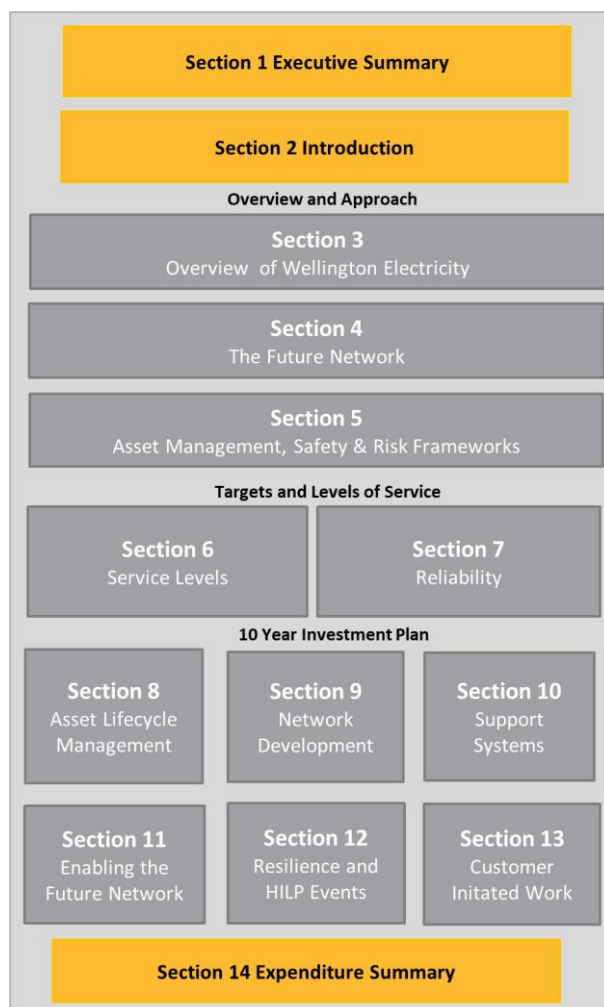 Section 1 Executive Summary
Section 2 Introduction
Overview and Approach
Section 3
Overview of Wellington Electricity
Section 4
The Future Network
Section 5
Asset Management, Safety & Risk Frameworks
Targets and Levels of Service
Section 6
Service Levels
Section 7
Reliability
10 Year Investment Plan
Section 8
Asset Lifecycle
Management
Section 9
Network
Development
Section 10
Support
Systems
Section 11
Enabling the
Future Network
Section 12
Resilience and
HILP Events
Section 13
Customer
Initated Work
Section 14 Expenditure Summary